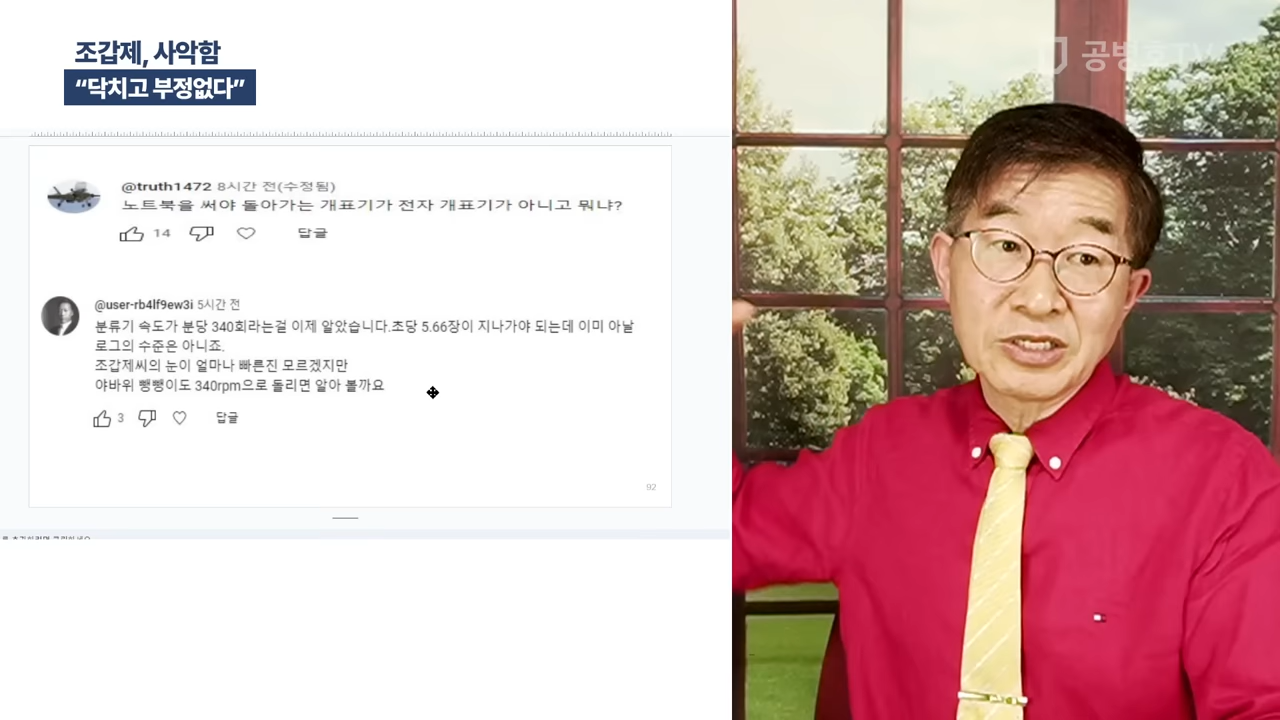 조갑제, 사악함
“닥치고 부정없다”
공병호TV
@truth1472 8시간 전(수정됨)
노트북을 써야 돌아가는 개표기가 전자 개표기가 아니고 뭐냐?
14 답글
@user-rb4lf9ew3i 5시간 전
분류기 속도가 분당 340회라는걸 이제 알았습니다.초당 5.66장이 지나가야 되는데 이미 아날
로그의 수준은 아니죠.
조갑제씨의 눈이 얼마나 빠른진 모르겠지만
야바위 뺑뺑이도 340rpm으로 돌리면 알아 볼까요
3 답글
92